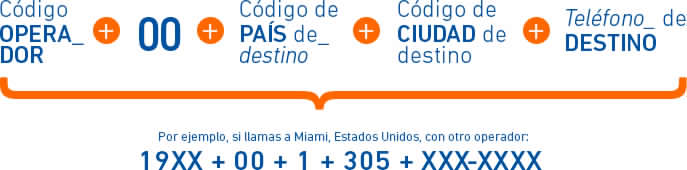 Código
OPERA_
DOR
+
00
+
Código de
PAÍS de_
destino
+
Código de
CIUDAD de
destino
+
Teléfono_ de
DESTINO
Por ejemplo, si llamas a Miami, Estados Unidos, con otro operador:
19XX + 00 + 1 + 305 + XXX-XXXX